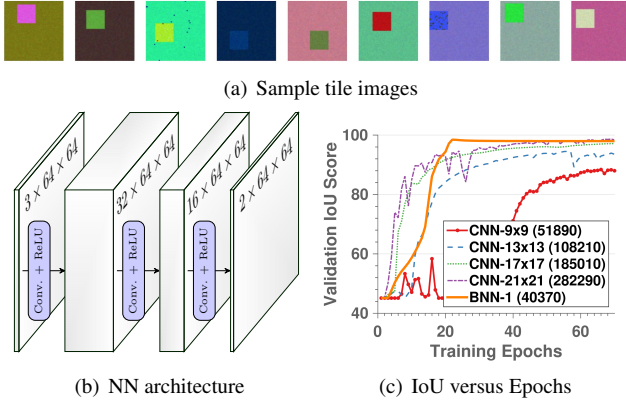 (a) Sample tile images
3 × 64 × 64
32 × 64 × 64
16 × 64 × 64
2 × 64 × 64
Conv. + ReLU
Conv. + ReLU
Conv. + ReLU
(b) NN architecture
100
80
60
40
Validation IoU Score
CNN-9x9 (51890)
CNN-13x13 (108210)
CNN-17x17 (185010)
CNN-21x21 (282290)
BNN-1 (40370)
0 20 40 60
Training Epochs
(c) IoU versus Epochs